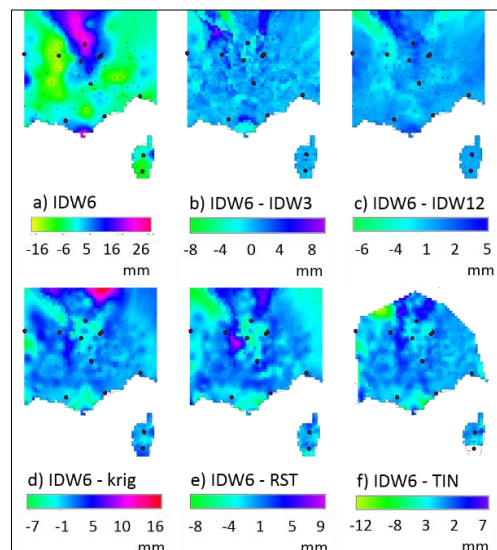 a) IDW6
b) IDW6 - IDW3
c) IDW6 - IDW12
-16 -6 5 16 26
-8 -4 0 4 8
-6 -4 1 2 5
mm
mm
mm
d) IDW6 - krig
e) IDW6 - RST
f) IDW6 - TIN
-7 -1 5 10 16
-8 -4 1 5 9
-12 -8 3 2 7
mm
mm
mm